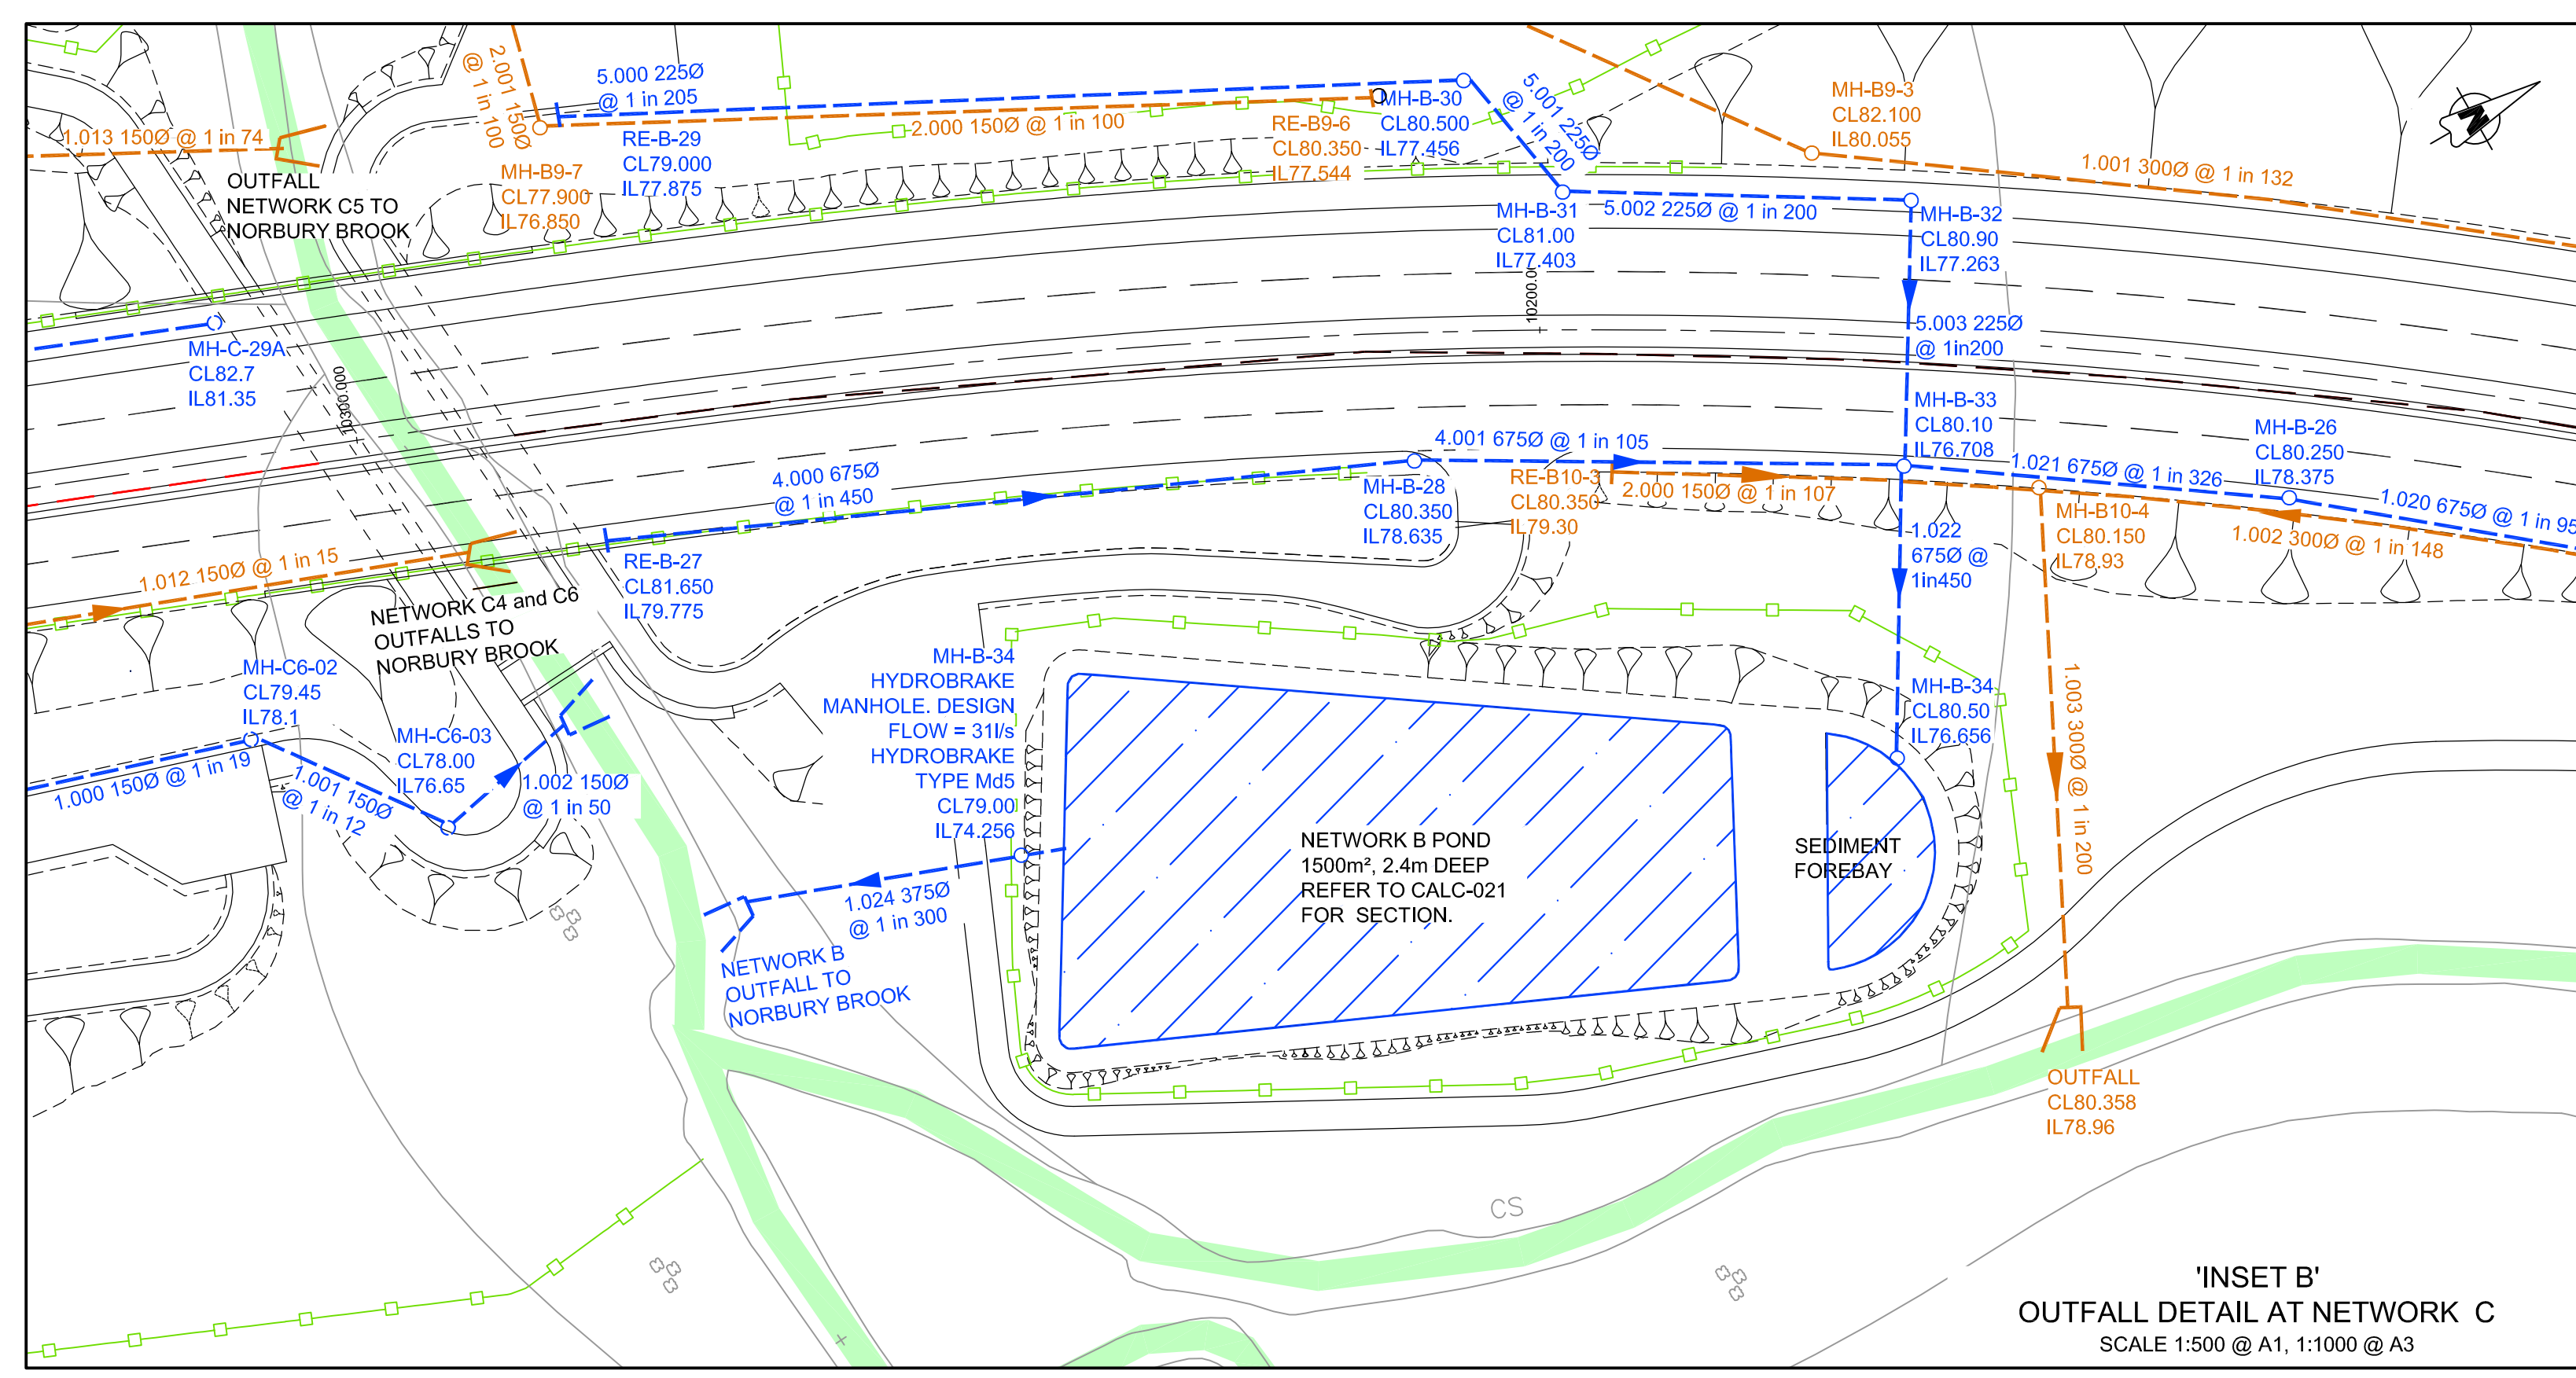 2.001 150Ø
@ 1 in 100
5.000 225Ø
@ 1 in 205
1.013 150Ø @ 1 in 74
OUTFALL
NETWORK C5 TO
NORBURY BROOK
MH-B9-7
CL77.900
IL76.850
RE-B-29
CL79.000
IL77.875
2.000 150Ø @ 1 in 100
RE-B9-6
CL80.350
IL77.544
MH-B-30
CL80.500
IL77.456
5.001 225Ø
@ 1 in 200
MH-B9-3
CL82.100
IL80.055
1.001 300Ø @ 1 in 132
N
MH-B-31
CL81.00
IL77.403
5.002 225Ø @ 1 in 200
MH-B-32
CL80.90
IL77.263
10200.0
5.003 225Ø
@ 1in200
MH-C-29A
CL82.7
IL81.35
10300.000
MH-B-33
CL80.10
IL76.708
4.000 675Ø
@ 1 in 450
4.001 675Ø @ 1 in 105
MH-B-28
CL80.350
IL78.635
RE-B10-3
CL80.350
IL79.30
2.000 150Ø @ 1 in 107
1.021 675Ø @ 1 in 326
MH-B-26
CL80.250
IL78.375
1.020 675Ø @ 1 in 95
MH-B10-4
CL80.150
IL78.93
1.002 300Ø @ 1 in 148
1.022
675Ø @
1in450
1.012 150Ø @ 1 in 15
NETWORK C4 and C6
OUTFALLS TO
NORBURY BROOK
RE-B-27
CL81.650
IL79.775
MH-C6-02
CL79.45
IL78.1
MH-C6-03
CL78.00
IL76.65
1.000 150Ø @ 1 in 19
1.001 150Ø
@ 1 in 12
1.002 150Ø
@ 1 in 50
MH-B-34
HYDROBRAKE
MANHOLE. DESIGN
FLOW = 31l/s
HYDROBRAKE
TYPE Md5
CL79.00
IL74.256
MH-B-34
CL80.50
IL76.656
1.003 300Ø @ 1 in 200
NETWORK B POND
1500m², 2.4m DEEP
REFER TO CALC-021
FOR SECTION.
SEDIMENT
FOREBAY
1.024 375Ø
@ 1 in 300
NETWORK B
OUTFALL TO
NORBURY BROOK
OUTFALL
CL80.358
IL78.96
CS
'INSET B'
OUTFALL DETAIL AT NETWORK C
SCALE 1:500 @ A1, 1:1000 @ A3